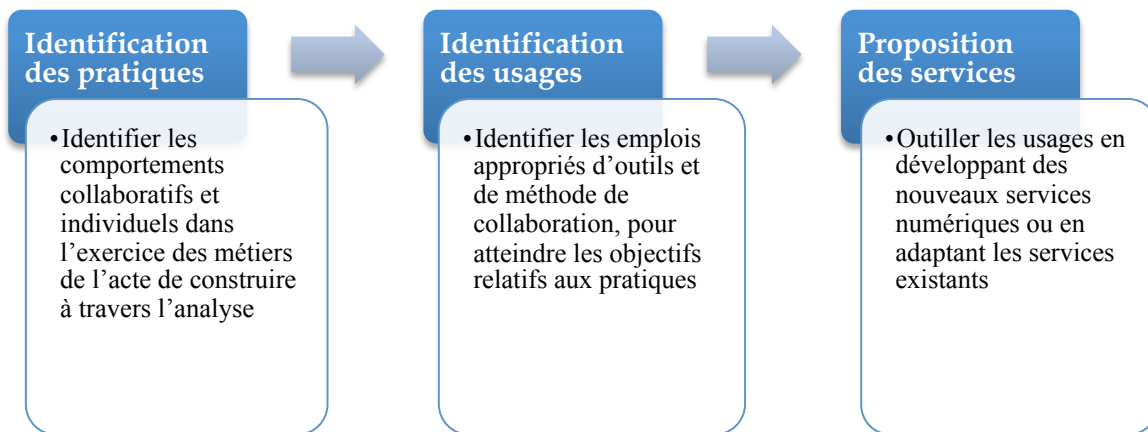 Identification
des pratiques
•Identifier les
comportements
collaboratifs et
individuels dans
l’exercice des métiers
de l’acte de construire
à travers l’analyse
Identification
des usages
•Identifier les emplois
appropriés d’outils et
de méthode de
collaboration, pour
atteindre les objectifs
relatifs aux pratiques
Proposition
des services
•Outiller les usages en
développant des
nouveaux services
numériques ou en
adaptant les services
existants